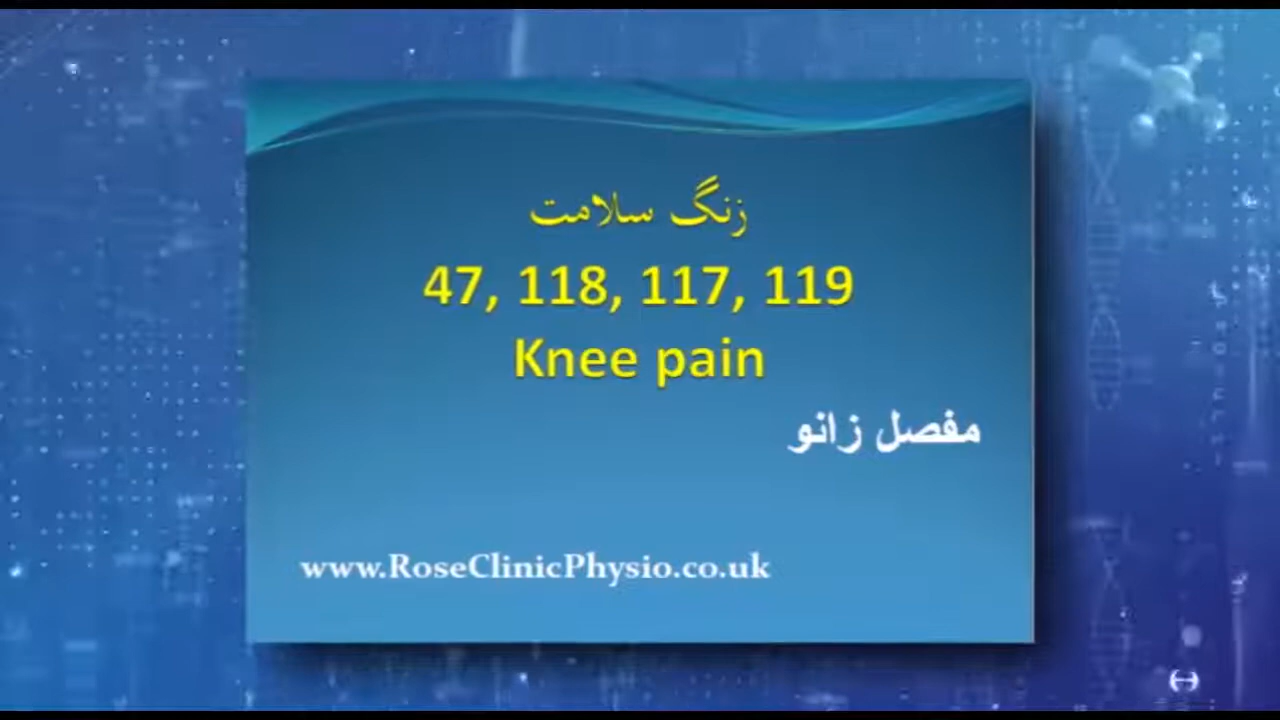 زنگ سلامت
47, 118, 117, 119
Knee pain
مفصل زانو
www.RoseClinicPhysio.co.uk